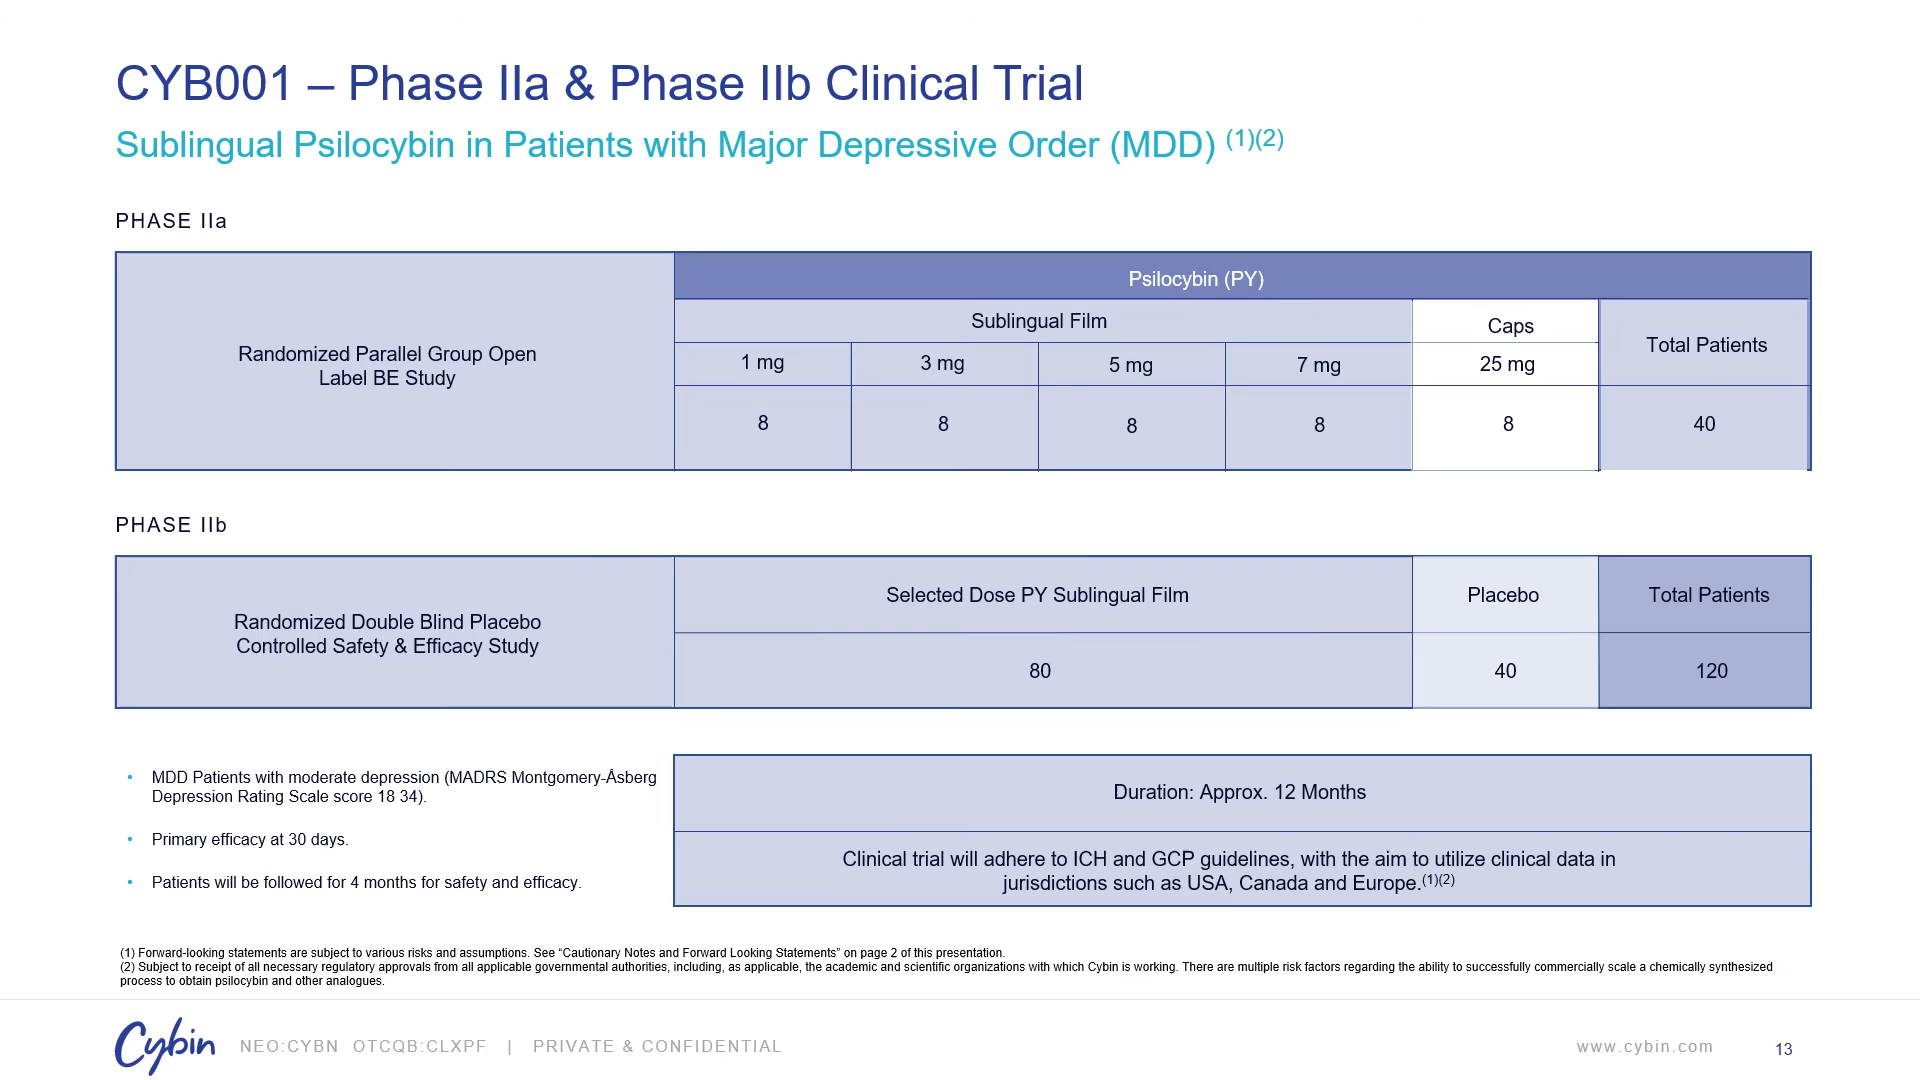 CYB001 – Phase IIa & Phase IIb Clinical Trial
Sublingual Psilocybin in Patients with Major Depressive Order (MDD) (1)(2)
PHASE IIa
Psilocybin (PY)
Randomized Parallel Group Open
Label BE Study
Sublingual Film
Caps
Total Patients
1 mg
3 mg
5 mg
7 mg
25 mg
8
8
8
8
8
40
PHASE IIb
Randomized Double Blind Placebo
Controlled Safety & Efficacy Study
Selected Dose PY Sublingual Film
Placebo
Total Patients
80
40
120
• MDD Patients with moderate depression (MADRS Montgomery-Åsberg
Depression Rating Scale score 18 34).
• Primary efficacy at 30 days.
• Patients will be followed for 4 months for safety and efficacy.
Duration: Approx. 12 Months
Clinical trial will adhere to ICH and GCP guidelines, with the aim to utilize clinical data in
jurisdictions such as USA, Canada and Europe.(1)(2)
(1) Forward-looking statements are subject to various risks and assumptions. See “Cautionary Notes and Forward Looking Statements” on page 2 of this presentation.
(2) Subject to receipt of all necessary regulatory approvals from all applicable governmental authorities, including, as applicable, the academic and scientific organizations with which Cybin is working. There are multiple risk factors regarding the ability to successfully commercially scale a chemically synthesized
process to obtain psilocybin and other analogues.
Cybin
NEO:CYBN OTCQB:CLXPF | PRIVATE & CONFIDENTIAL
www.cybin.com
13